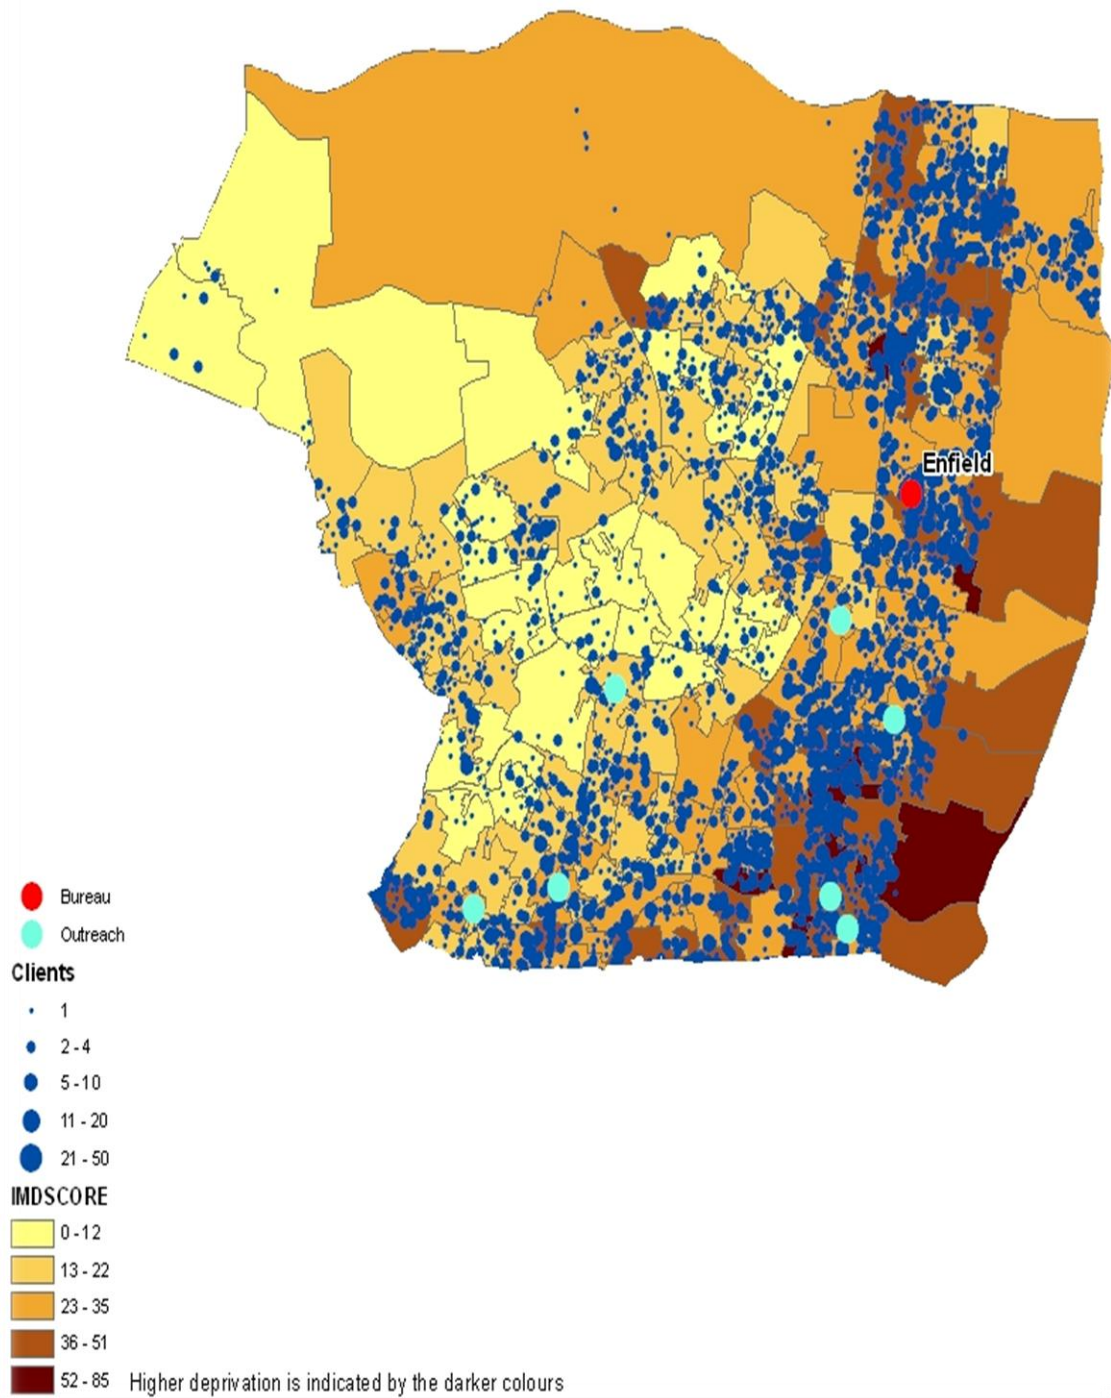 Enfield
Bureau
Outreach
Clients
1
2 - 4
5 - 10
11 - 20
21 - 50
IMDSCORE
0 - 12
13 - 22
23 - 35
36 - 51
52 - 85 Higher deprivation is indicated by the darker colours